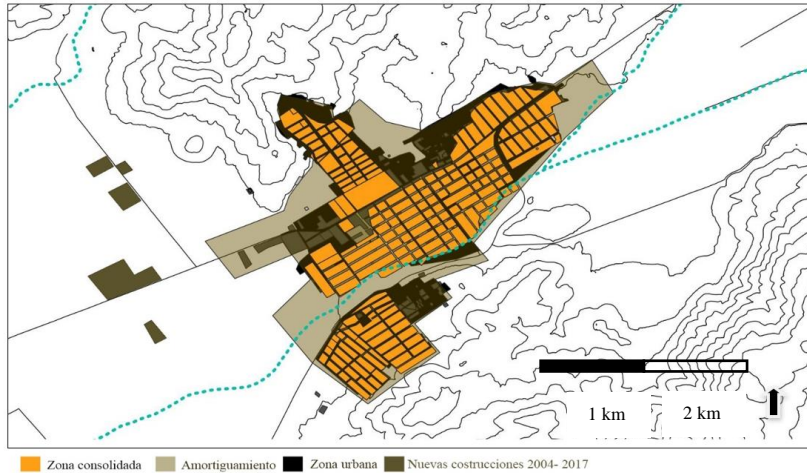 1 km 2 km
Zona consolidada Amortiguamiento Zona urbana Nuevas costrucciones 2004- 2017